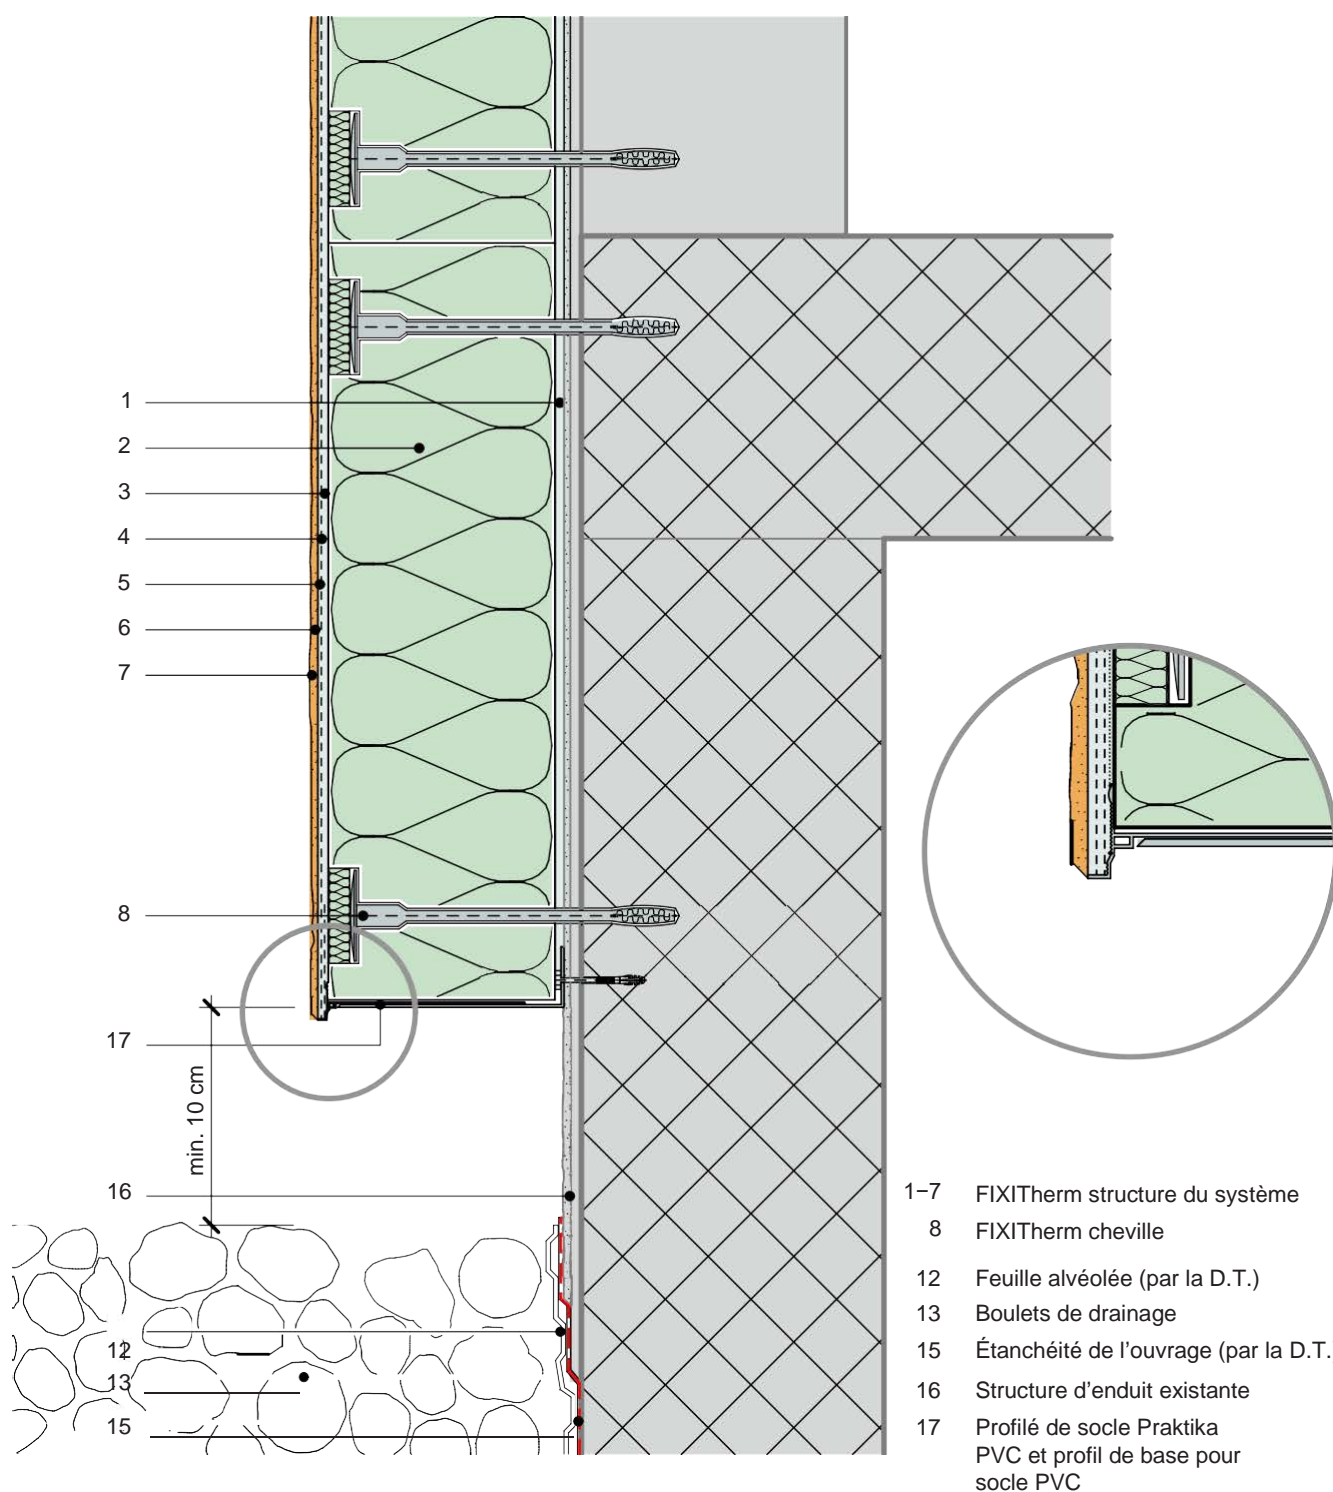 1
2
3
4
5
6
7
8
17
min. 10 cm
16
12
13
15
1–7 FIXITherm structure du système
8 FIXITherm cheville
12 Feuille alvéolée (par la D.T.)
13 Boulets de drainage
15 Étanchéité de l'ouvrage (par la D.T.
16 Structure d'enduit existante
17 Profilé de socle Praktika
PVC et profil de base pour
socle PVC